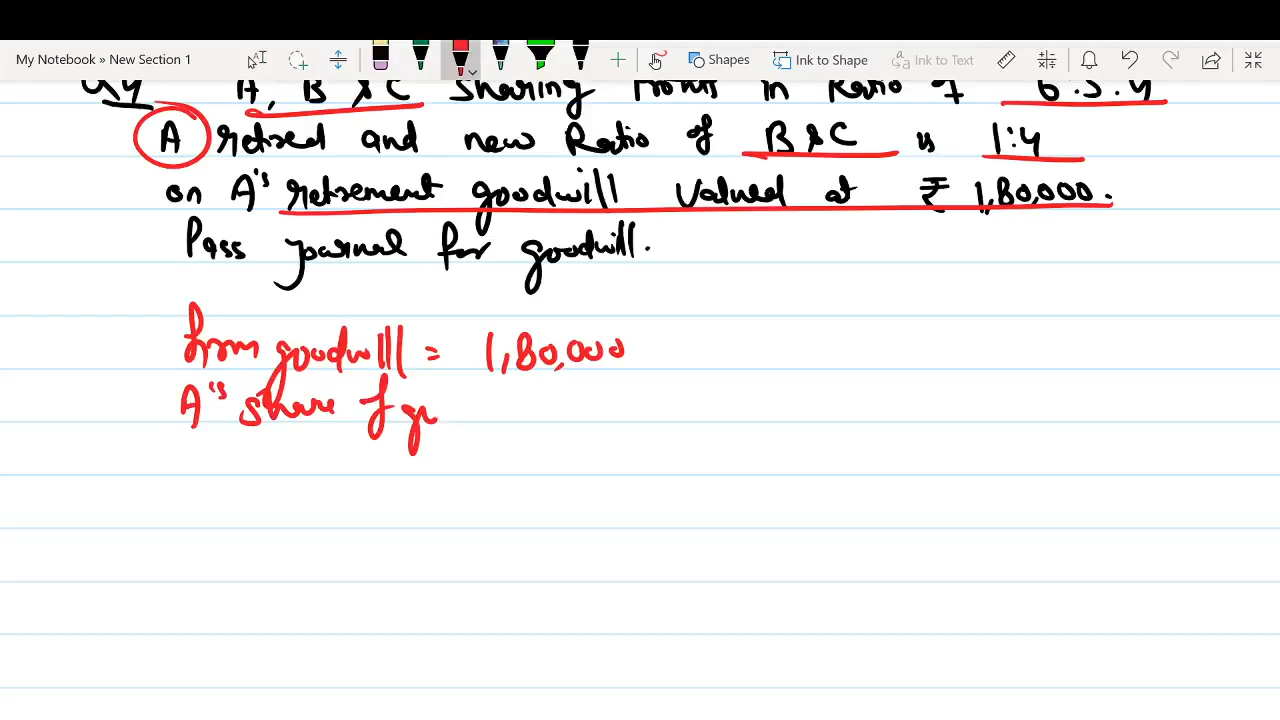 My Notebook » New Section 1
Shapes
Ink to Shape
Ink to Text
A, B & C sharing Profits in Ratio of 6:5:4
A retired and new Ratio of B & C is 1:4
on A's retirement goodwill valued at ₹ 1,80,000.
Pass journal for goodwill.
firm goodwill = 1,80,000
A's share of go